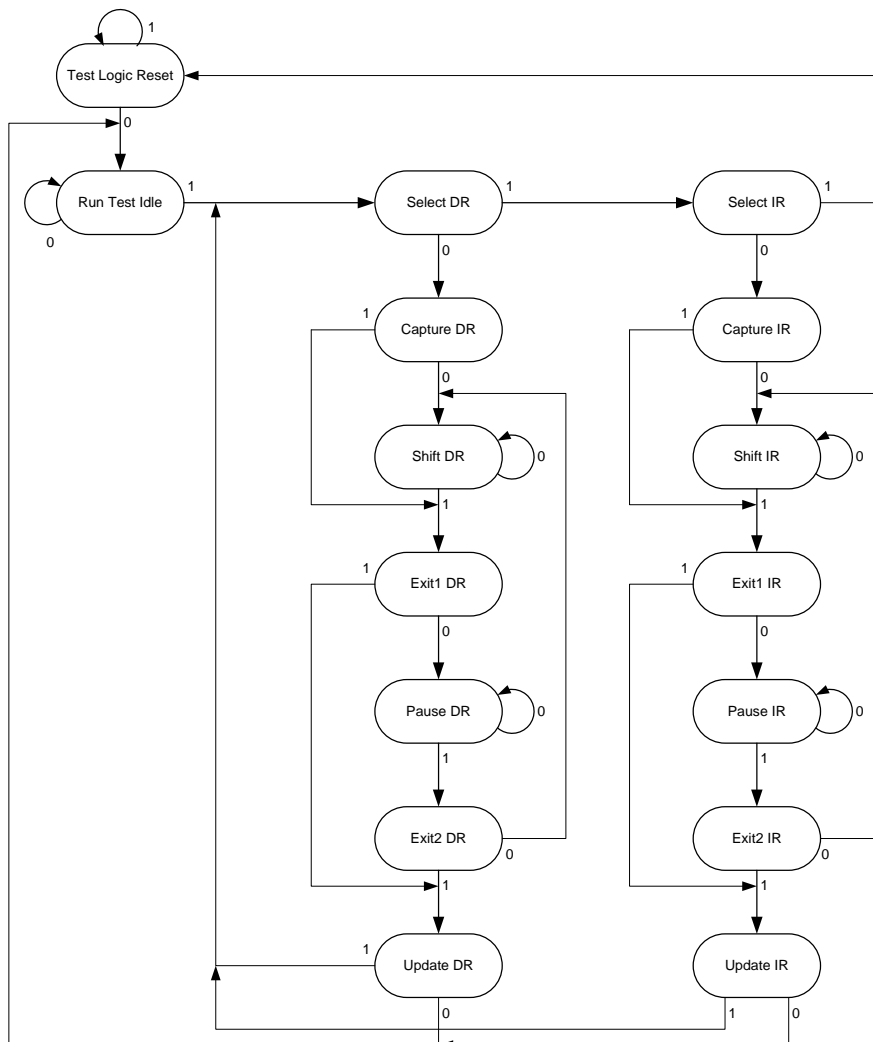 1
Test Logic Reset
0
Run Test Idle
1
0
Select DR
1
Select IR
1
0
0
1
Capture DR
1
Capture IR
0
0
Shift DR
0
Shift IR
0
1
1
1
Exit1 DR
1
Exit1 IR
0
0
Pause DR
0
Pause IR
0
1
1
Exit2 DR
0
Exit2 IR
0
1
1
1
Update DR
Update IR
0
1
0